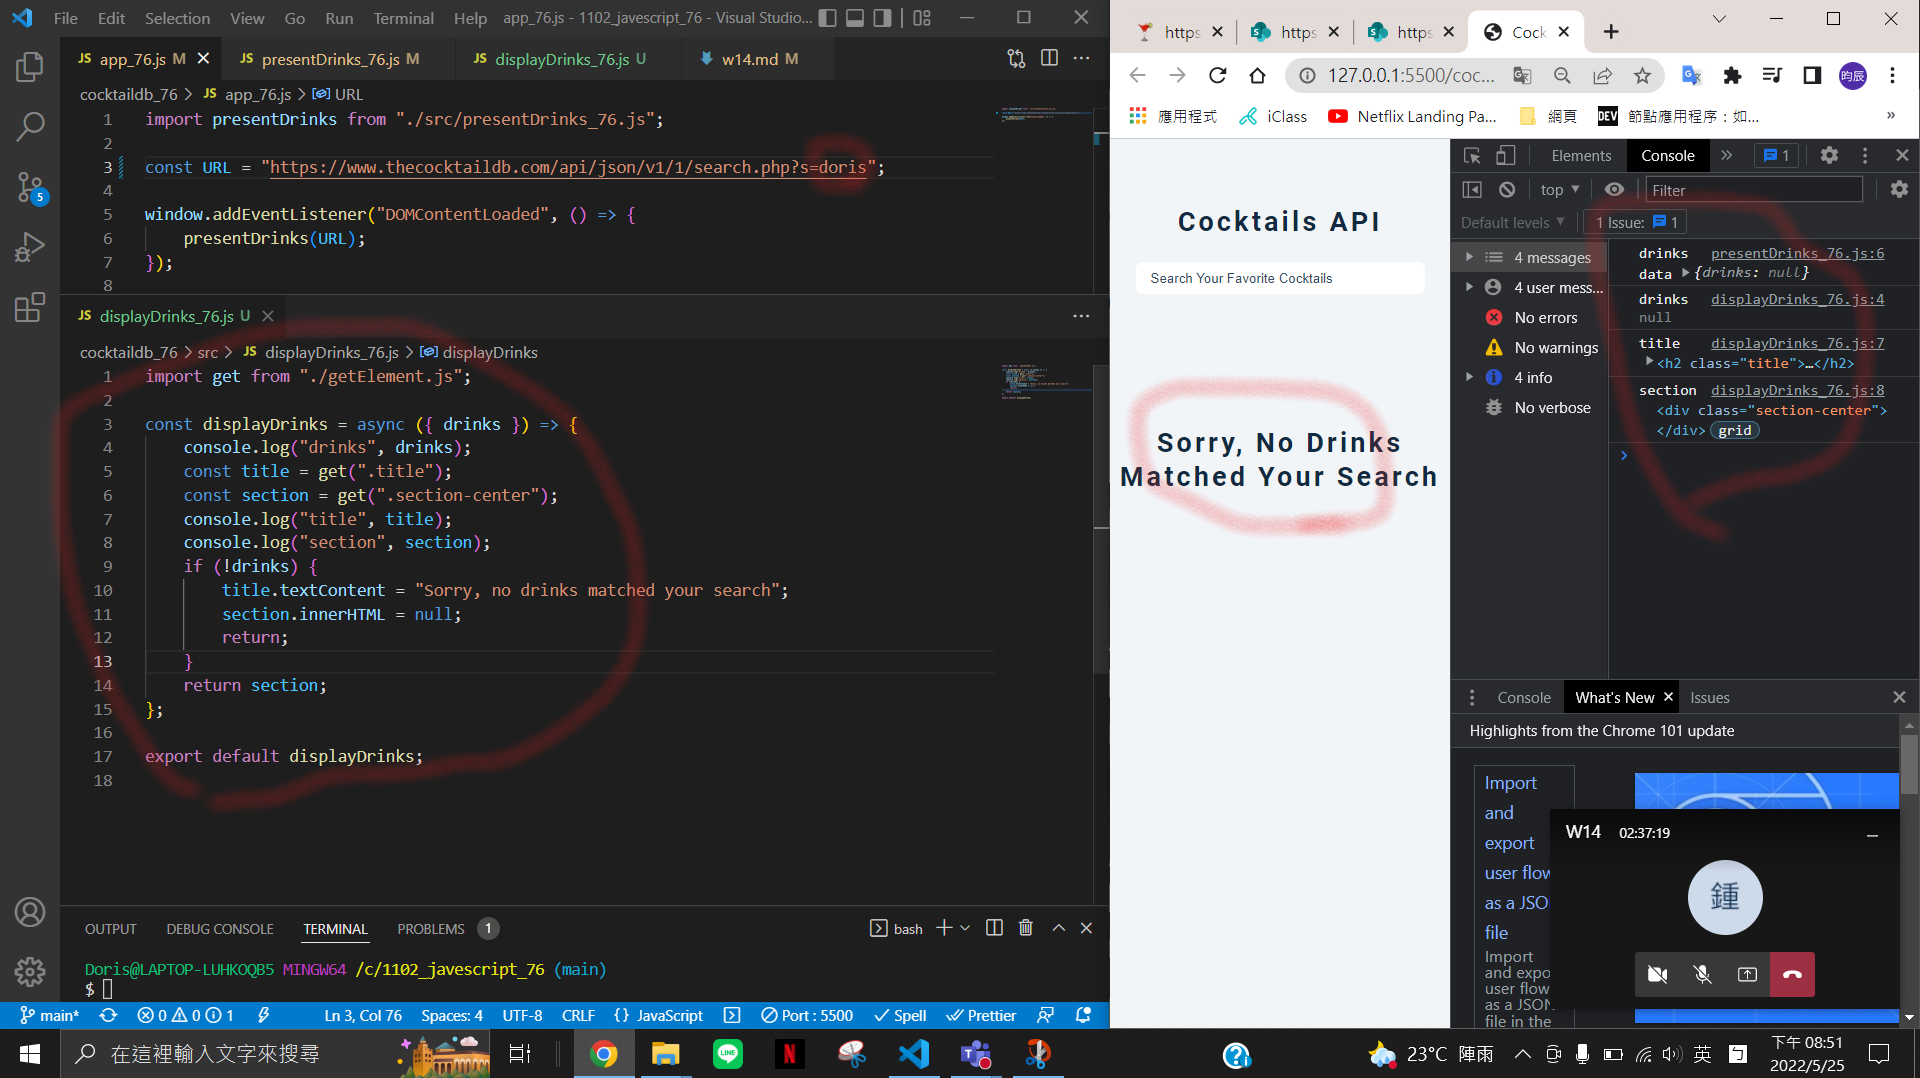 File Edit Selection View Go Run Terminal Help app_76.js - 1102_javescript_76 - Visual Studio...
JS app_76.js M
JS presentDrinks_76.js M
JS displayDrinks_76.js U
w14.md M
cocktaildb_76 > JS app_76.js > URL
1 import presentDrinks from "./src/presentDrinks_76.js";
2
3 const URL = "https://www.thecocktaildb.com/api/json/v1/1/search.php?s=doris";
4
5 window.addEventListener("DOMContentLoaded", () => {
6 presentDrinks(URL);
7 });
8
JS displayDrinks_76.js U
cocktaildb_76 > src > JS displayDrinks_76.js > displayDrinks
1 import get from "./getElement.js";
2
3 const displayDrinks = async ({ drinks }) => {
4 console.log("drinks", drinks);
5 const title = get(".title");
6 const section = get(".section-center");
7 console.log("title", title);
8 console.log("section", section);
9 if (!drinks) {
10 title.textContent = "Sorry, no drinks matched your search";
11 section.innerHTML = null;
12 return;
13 }
14 return section;
15 };
16
17 export default displayDrinks;
18
5
OUTPUT DEBUG CONSOLE TERMINAL PROBLEMS 1
bash
Doris@LAPTOP-LUHKOQB5 MINGW64 /c/1102_javescript_76 (main)
$
main* 0 0 1 Ln 3, Col 76 Spaces: 4 UTF-8 CRLF {} JavaScript Port : 5500 Spell Prettier
https
https
https
Cock
127.0.0.1:5500/coc...
昀辰
應用程式 iClass Netflix Landing Pa... 網頁 DEV 節點應用程序：如... »
Cocktails API
Search Your Favorite Cocktails
Sorry, No Drinks
Matched Your Search
Elements Console » 1
top Filter
Default levels 1 Issue: 1
4 messages
4 user mess...
No errors
No warnings
4 info
No verbose
drinks presentDrinks_76.js:6
data {drinks: null}
drinks displayDrinks_76.js:4
null
title displayDrinks_76.js:7
<h2 class="title">…</h2>
section displayDrinks_76.js:8
<div class="section-center">
</div> grid
Console What's New Issues
Highlights from the Chrome 101 update
Import
and
export
user flow
as a JSO
file
Import
and expo
user flow
as a JSON
file in the
W14 02:37:19
鍾
在這裡輸入文字來搜尋
LINE
23°C 陣雨
英
下午 08:51
2022/5/25